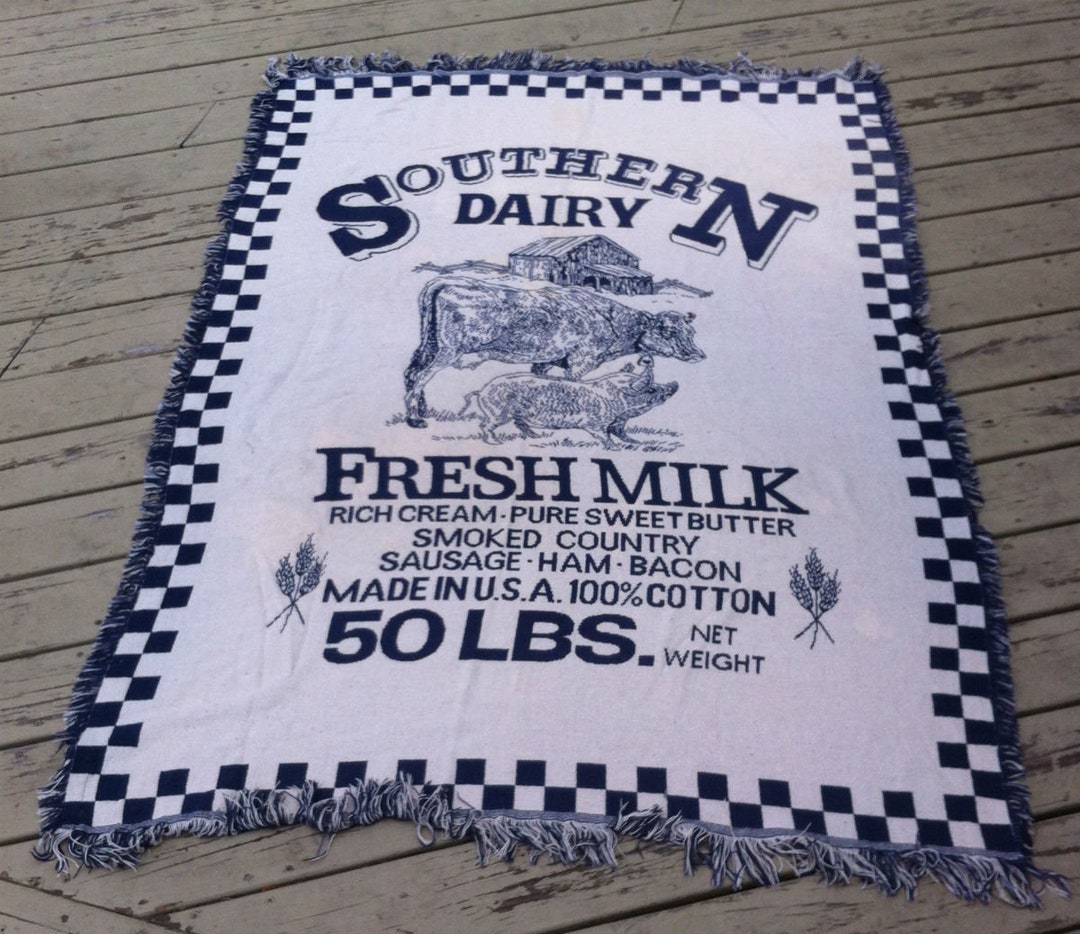 SOUTHERN
DAIRY
FRESH MILK
RICH CREAM · PURE SWEET BUTTER
SMOKED COUNTRY
SAUSAGE · HAM · BACON
MADE IN U.S.A. 100% COTTON
50 LBS. NET
WEIGHT